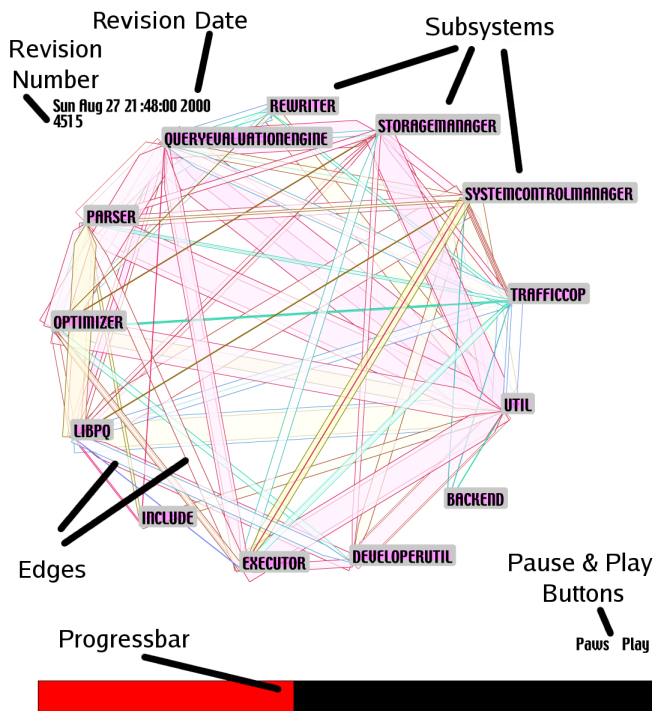 Revision Date
Subsystems
Revision
Number
Sun Aug 27 21:48:00 2000
4515
REWRITER
QUERYEVALUATIONENGINE
STORAGEMANAGER
SYSTEMCONTROLMANAGER
PARSER
TRAFFICCOP
OPTIMIZER
UTIL
LIBPQ
BACKEND
INCLUDE
EXECUTOR
DEVELOPERUTIL
Edges
Pause & Play
Buttons
Progressbar
Paws Play